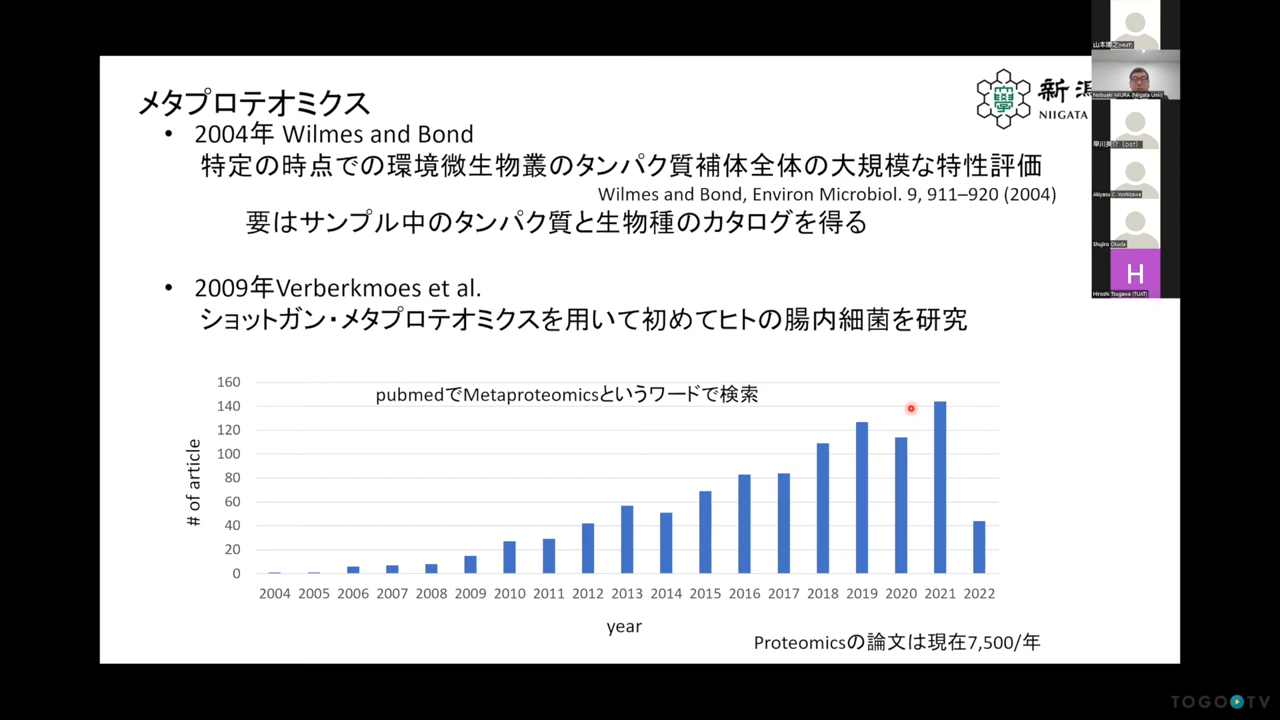 メタプロテオミクス
• 2004年 Wilmes and Bond
特定の時点での環境微生物叢のタンパク質補体全体の大規模な特性評価
Wilmes and Bond, Environ Microbiol. 9, 911–920 (2004)
要はサンプル中のタンパク質と生物種のカタログを得る
• 2009年Verberkmoes et al.
ショットガン・メタプロテオミクスを用いて初めてヒトの腸内細菌を研究
新潟
NIIGATA
山本博之(HMT)
Nobuaki MIURA (Niigata Univ)
Akiyasu C. Yoshizawa
Shujiro Okuda
H
Hiroshi Tsugawa (TUAT)
pubmedでMetaproteomicsというワードで検索
# of article
160
140
120
100
80
60
40
20
0
2004 2005 2006 2007 2008 2009 2010 2011 2012 2013 2014 2015 2016 2017 2018 2019 2020 2021 2022
year
Proteomicsの論文は現在7,500/年
TOGO TV